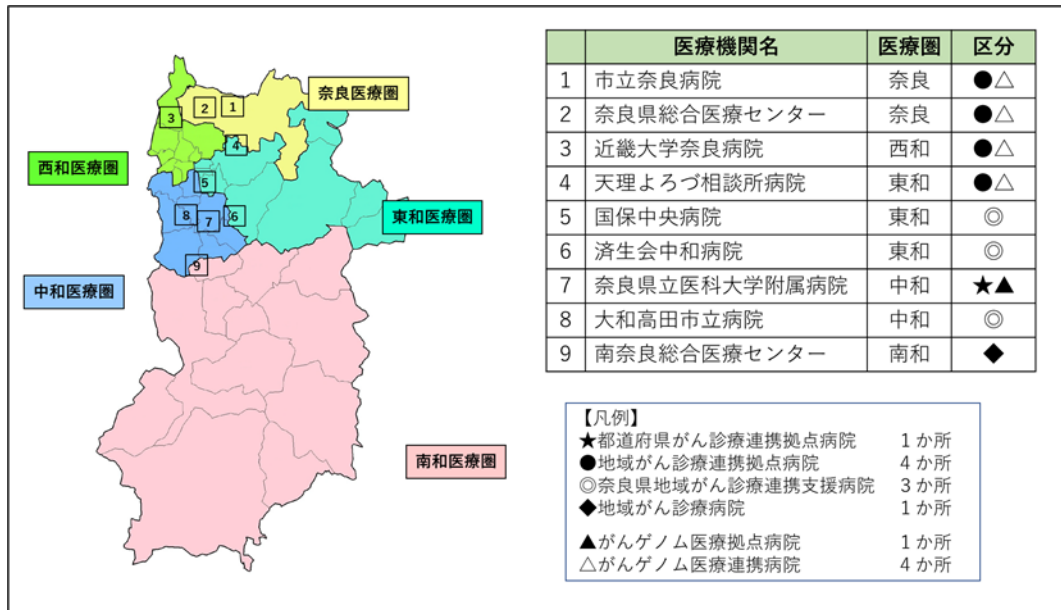 奈良医療圏
西和医療圏
東和医療圏
中和医療圏
南和医療圏
1
2
3
4
5
6
7
8
9
医療機関名 医療圏 区分
1 市立奈良病院 奈良 ●△
2 奈良県総合医療センター 奈良 ●△
3 近畿大学奈良病院 西和 ●△
4 天理よろづ相談所病院 東和 ●△
5 国保中央病院 東和 ◎
6 済生会中和病院 東和 ◎
7 奈良県立医科大学附属病院 中和 ★▲
8 大和高田市立病院 中和 ◎
9 南奈良総合医療センター 南和 ◆
【凡例】
★都道府県がん診療連携拠点病院 1か所
●地域がん診療連携拠点病院 4か所
◎奈良県地域がん診療連携支援病院 3か所
◆地域がん診療病院 1か所
▲がんゲノム医療拠点病院 1か所
△がんゲノム医療連携病院 4か所